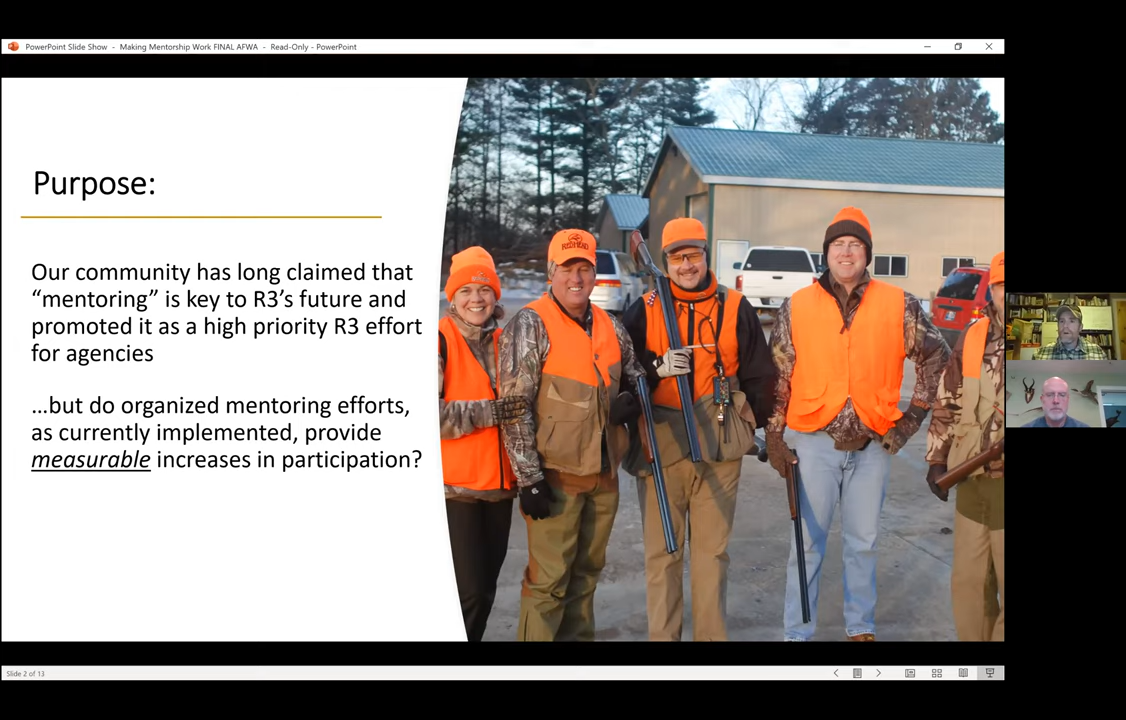 PowerPoint Slide Show - Making Mentorship Work FINAL AFWA - Read-Only - PowerPoint
Purpose:
Our community has long claimed that
“mentoring” is key to R3’s future and
promoted it as a high priority R3 effort
for agencies
…but do organized mentoring efforts,
as currently implemented, provide
measurable increases in participation?
REDHEAD
Slide 2 of 13